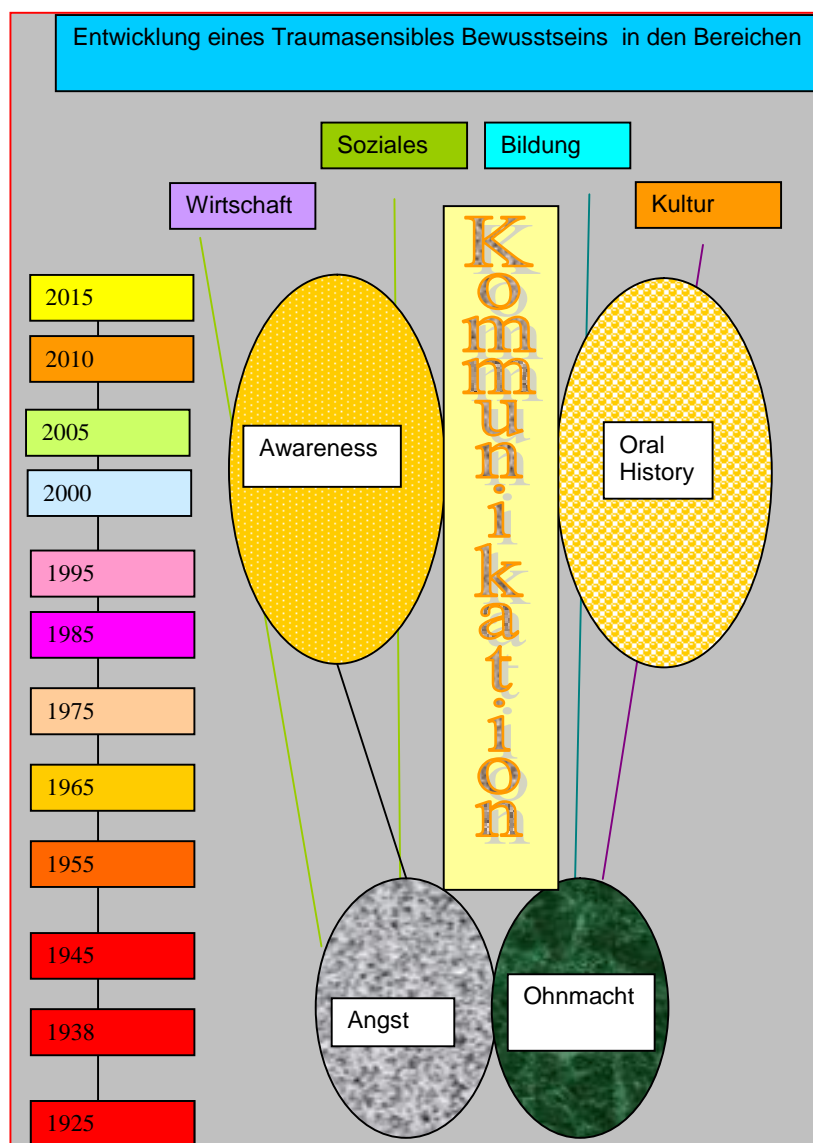 Entwicklung eines Traumasensibles Bewusstseins in den Bereichen
Soziales
Bildung
Wirtschaft
Kultur
Kommunikation
2015
2010
2005
2000
1995
1985
1975
1965
1955
1945
1938
1925
Awareness
Oral
History
Angst
Ohnmacht